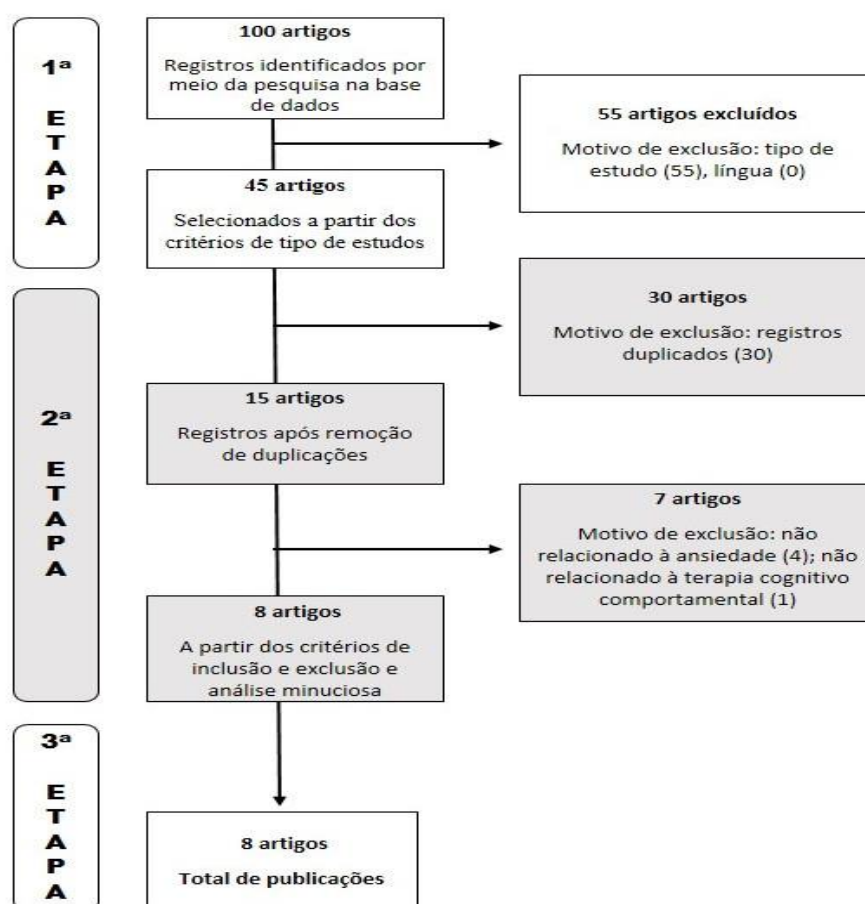 1ª
E
T
A
P
A
100 artigos
Registros identificados por
meio da pesquisa na base
de dados
55 artigos excluídos
Motivo de exclusão: tipo de
estudo (55), língua (0)
45 artigos
Selecionados a partir dos
critérios de tipo de estudos
2ª
E
T
A
P
A
30 artigos
Motivo de exclusão: registros
duplicados (30)
15 artigos
Registros após remoção
de duplicações
7 artigos
Motivo de exclusão: não
relacionado à ansiedade (4); não
relacionado à terapia cognitivo
comportamental (1)
8 artigos
A partir dos critérios de
inclusão e exclusão e
análise minuciosa
3ª
E
T
A
P
A
8 artigos
Total de publicações